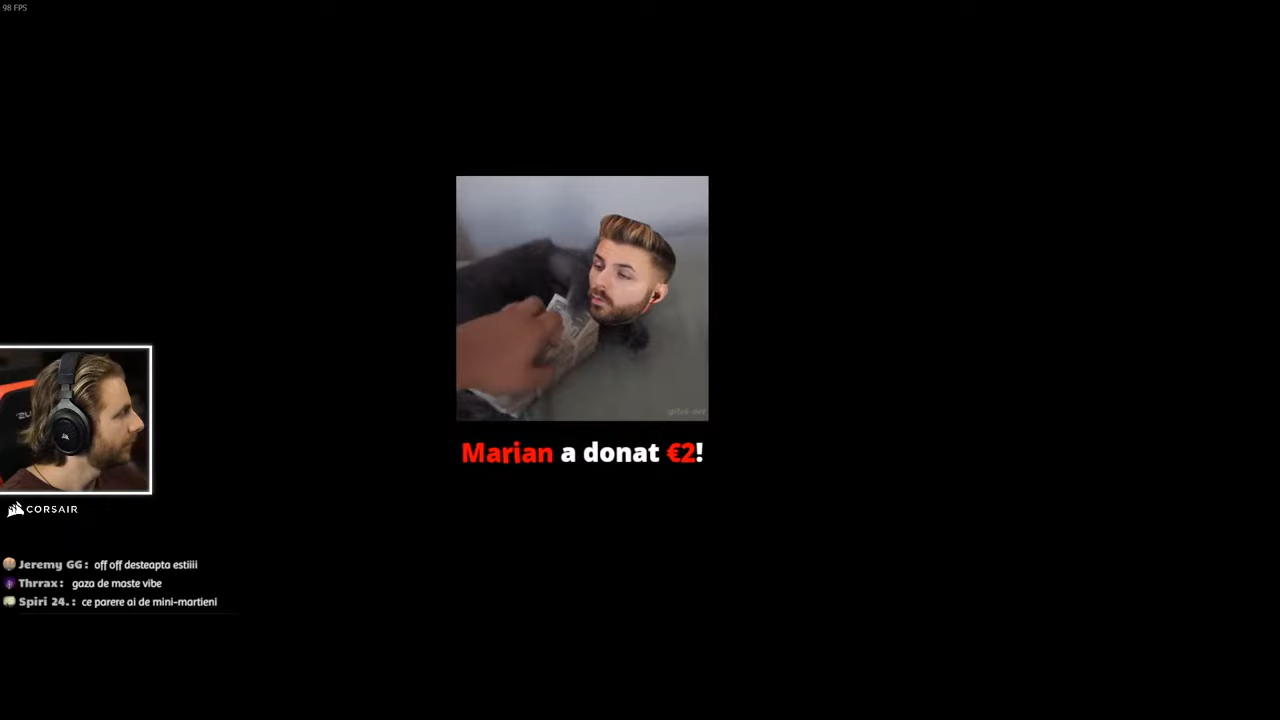 98 FPS
Marian a donat €2!
CORSAIR
Jeremy GG: off off desteapta estiiii
Thrrax: gaza de maste vibe
Spiri 24.: ce parere ai de mini-martieni